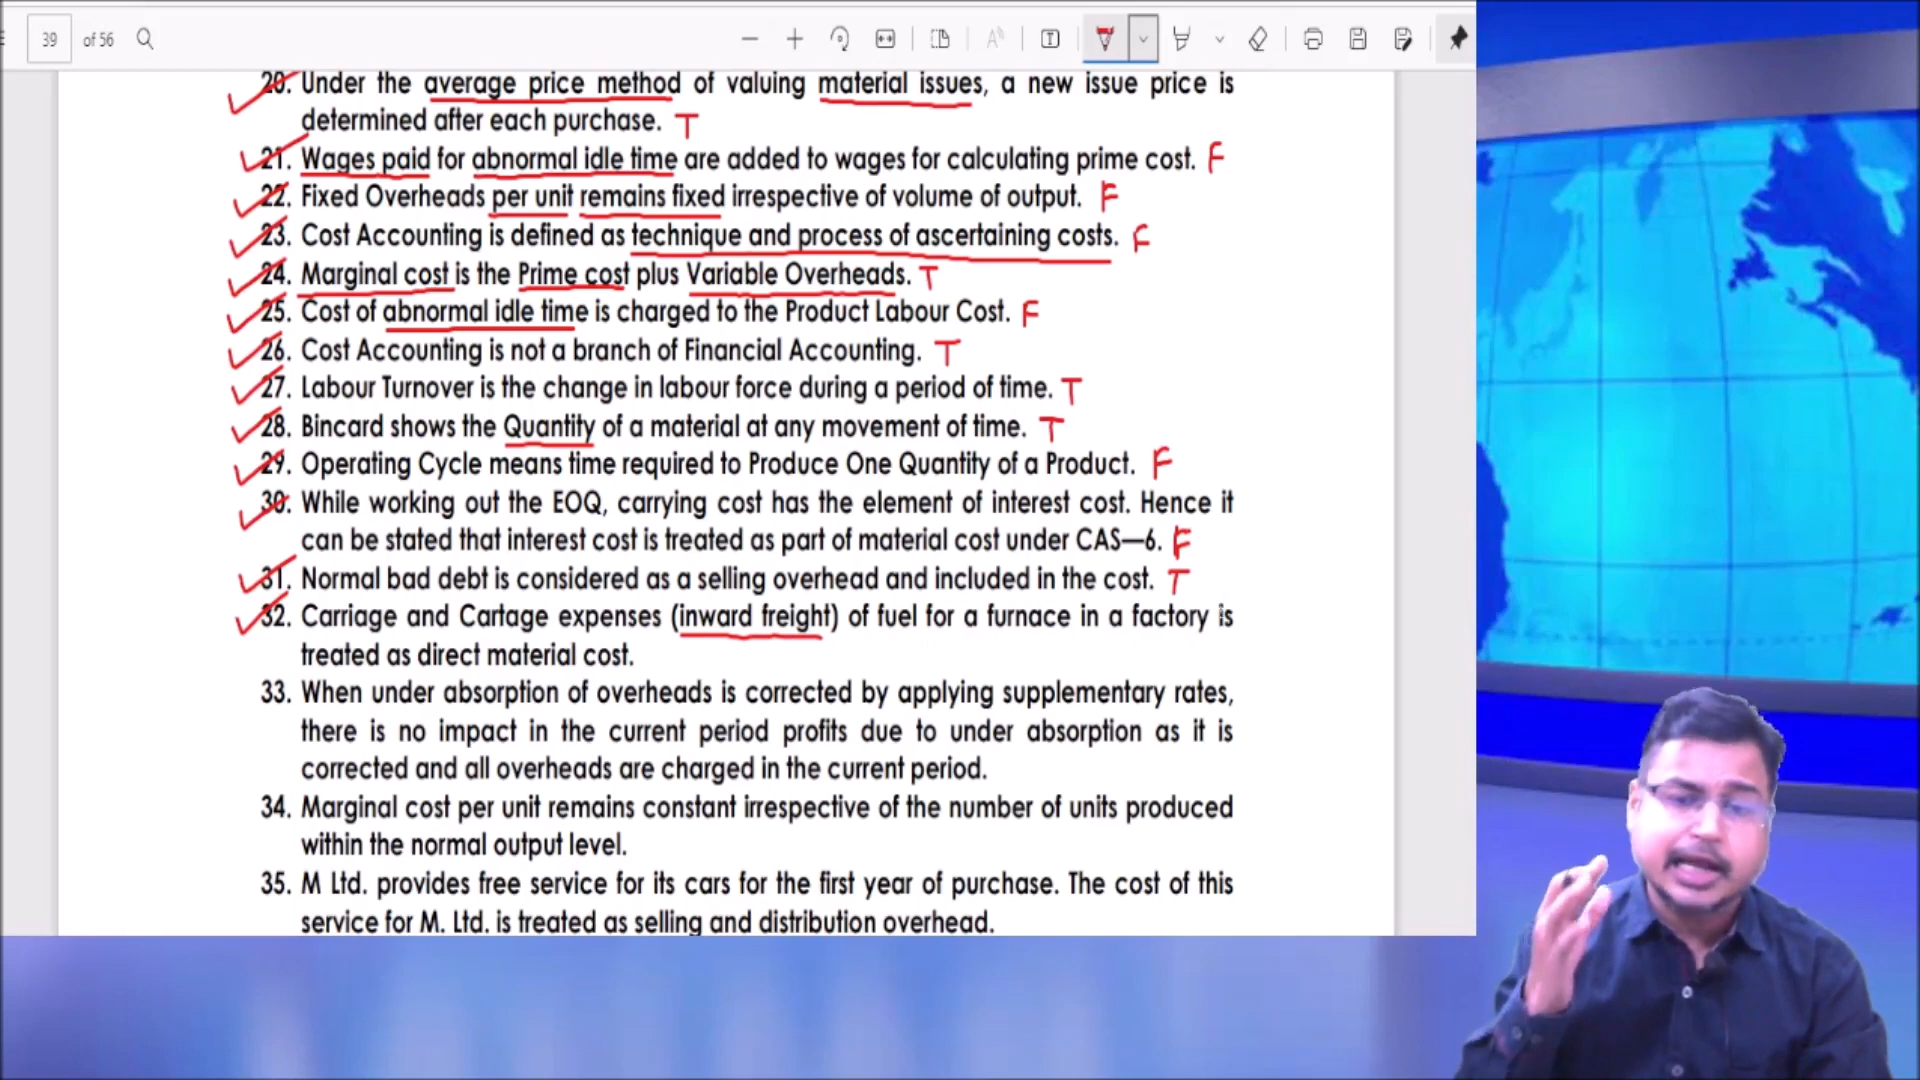 39 of 56
20. Under the average price method of valuing material issues, a new issue price is
determined after each purchase. T
21. Wages paid for abnormal idle time are added to wages for calculating prime cost. F
22. Fixed Overheads per unit remains fixed irrespective of volume of output. F
23. Cost Accounting is defined as technique and process of ascertaining costs. F
24. Marginal cost is the Prime cost plus Variable Overheads. T
25. Cost of abnormal idle time is charged to the Product Labour Cost. F
26. Cost Accounting is not a branch of Financial Accounting. T
27. Labour Turnover is the change in labour force during a period of time. T
28. Bincard shows the Quantity of a material at any movement of time. T
29. Operating Cycle means time required to Produce One Quantity of a Product. F
30. While working out the EOQ, carrying cost has the element of interest cost. Hence it
can be stated that interest cost is treated as part of material cost under CAS—6. F
31. Normal bad debt is considered as a selling overhead and included in the cost. T
32. Carriage and Cartage expenses (inward freight) of fuel for a furnace in a factory is
treated as direct material cost.
33. When under absorption of overheads is corrected by applying supplementary rates,
there is no impact in the current period profits due to under absorption as it is
corrected and all overheads are charged in the current period.
34. Marginal cost per unit remains constant irrespective of the number of units produced
within the normal output level.
35. M Ltd. provides free service for its cars for the first year of purchase. The cost of this
service for M. Ltd. is treated as selling and distribution overhead.